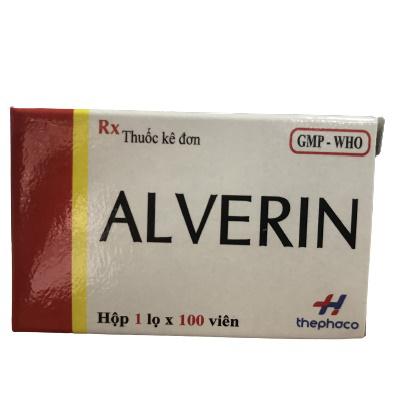 Rx Thuốc kê đơn
GMP - WHO
ALVERIN
Hộp 1 lọ x 100 viên
thephaco